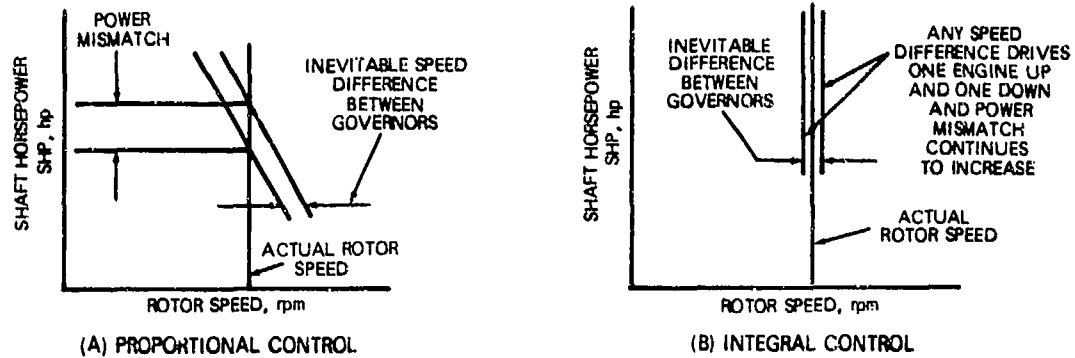 POWER
MISMATCH
SHAFT HORSEPOWER
SHP, hp
INEVITABLE SPEED
DIFFERENCE
BETWEEN
GOVERNORS
ACTUAL ROTOR
SPEED
ROTOR SPEED, rpm
(A) PROPORTIONAL CONTROL
SHAFT HORSEPOWER
SHP, hp
INEVITABLE
DIFFERENCE
BETWEEN
GOVERNORS
ANY SPEED
DIFFERENCE DRIVES
ONE ENGINE UP
AND ONE DOWN
AND POWER
MISMATCH
CONTINUES
TO INCREASE
ACTUAL
ROTOR SPEED
ROTOR SPEED, rpm
(B) INTEGRAL CONTROL